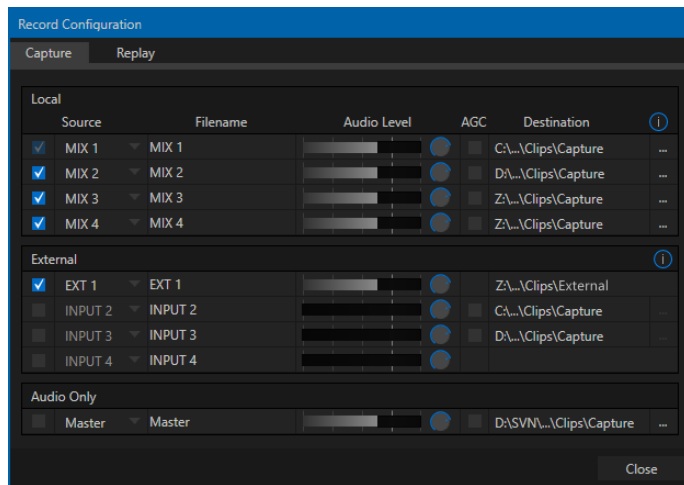 Record Configuration
Capture Replay
Local
Source Filename Audio Level AGC Destination i
MIX 1 MIX 1 C:\...\Clips\Capture ...
MIX 2 MIX 2 D:\...\Clips\Capture ...
MIX 3 MIX 3 Z:\...\Clips\Capture ...
MIX 4 MIX 4 Z:\...\Clips\Capture ...
External i
EXT 1 EXT 1 Z:\...\Clips\External
INPUT 2 INPUT 2 C:\...\Clips\Capture ...
INPUT 3 INPUT 3 D:\...\Clips\Capture ...
INPUT 4 INPUT 4
Audio Only
Master Master D:\SVN\...\Clips\Capture ...
Close